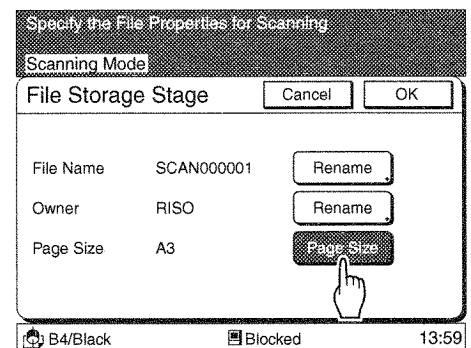 Specify the File Properties for Scanning
Scanning Mode
File Storage Stage Cancel OK
File Name SCAN000001 Rename
Owner RISO Rename
Page Size A3 Page Size
B4/Black Blocked 13:59